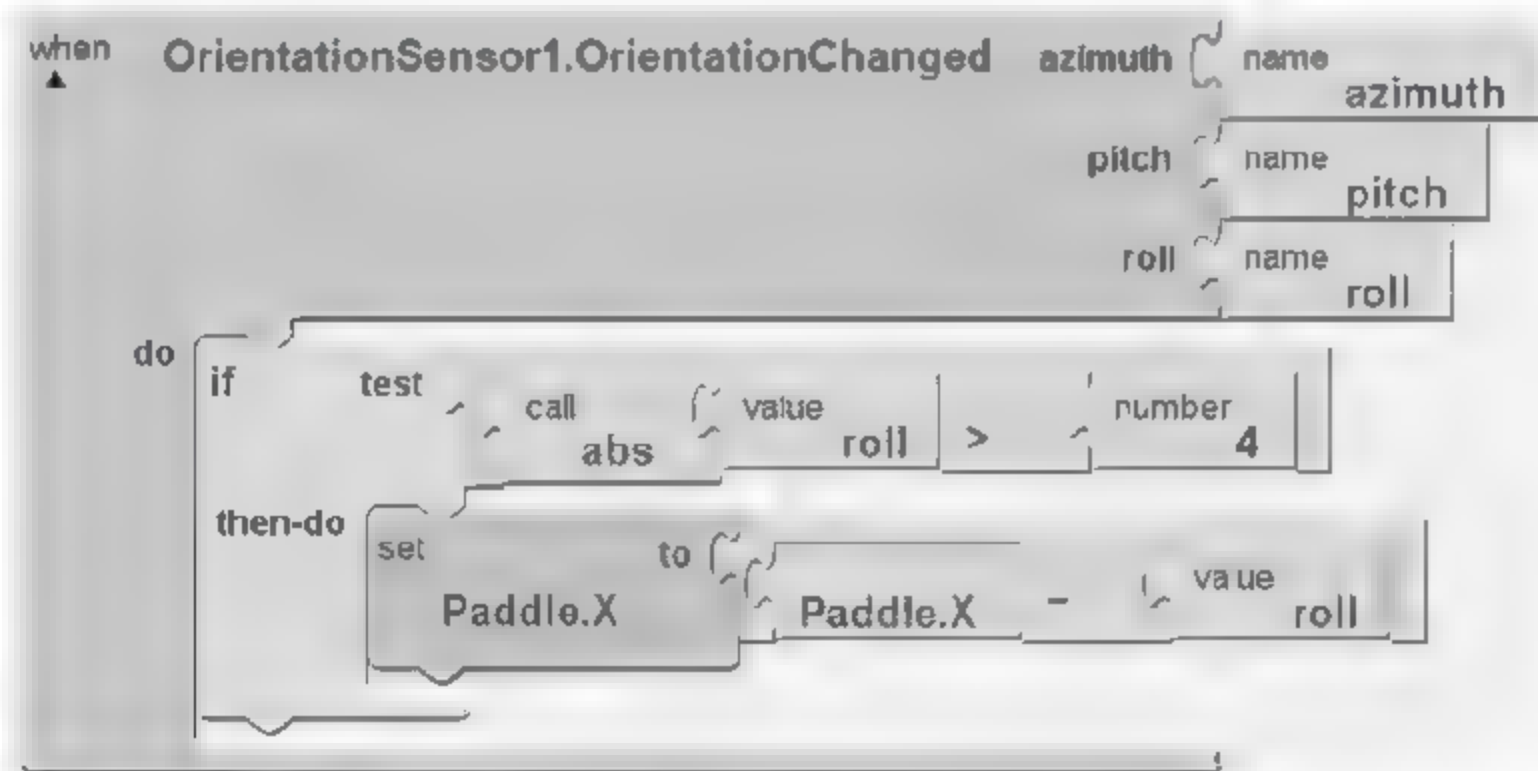 when OrientationSensor1.OrientationChanged azimuth name
azimuth
pitch name
pitch
roll name
roll
do
if test call value number
abs roll > 4
then-do set to value
Paddle.X Paddle.X - roll